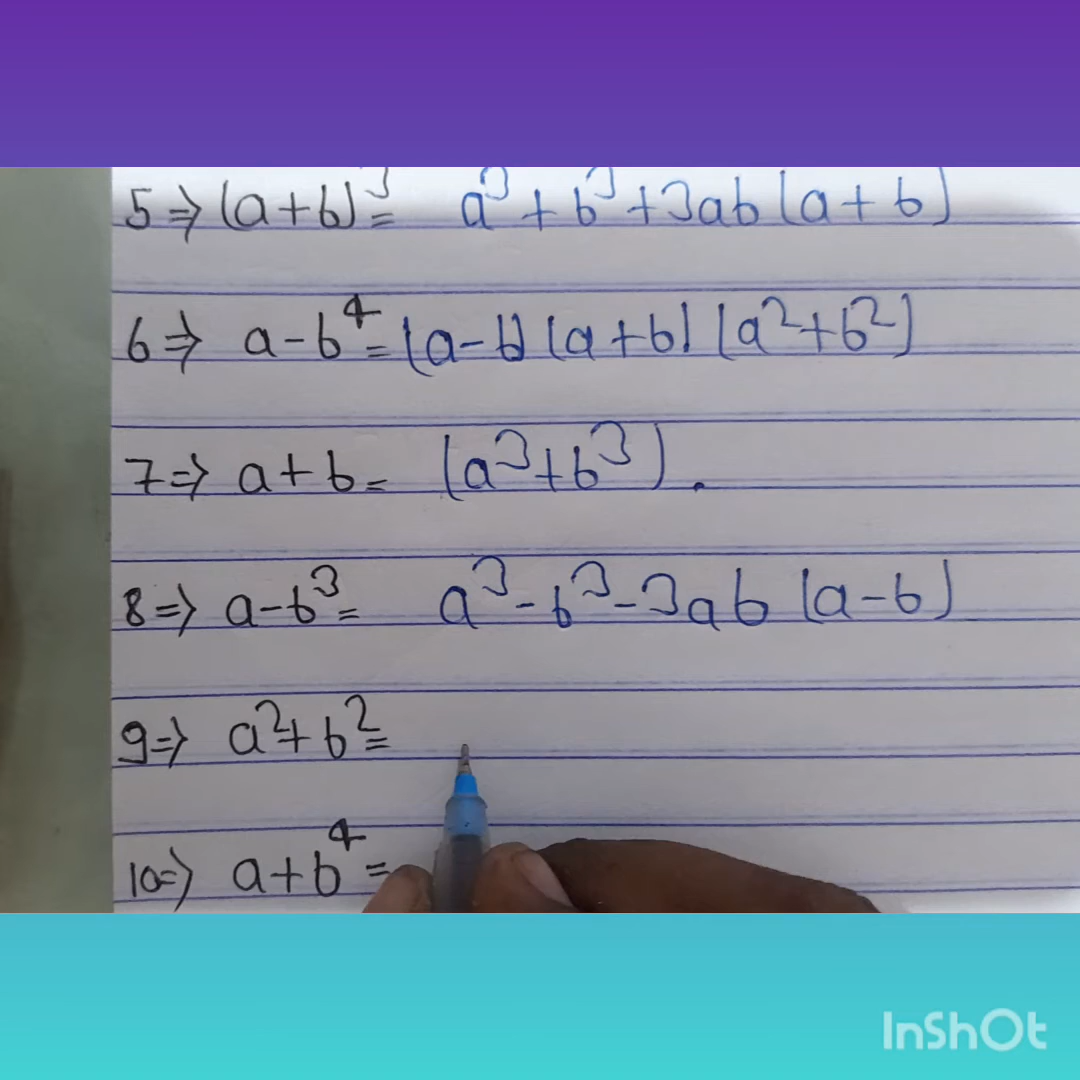 5⇒ (a+b)³= a³+b³+3ab(a+b)
6⇒ a-b⁴=(a-b)(a+b)(a²+b²)
7⇒ a+b= (a³+b³).
8⇒ a-b³= a³-b³-3ab(a-b)
9⇒ a²+b²=
10⇒ a+b⁴=
InShOt